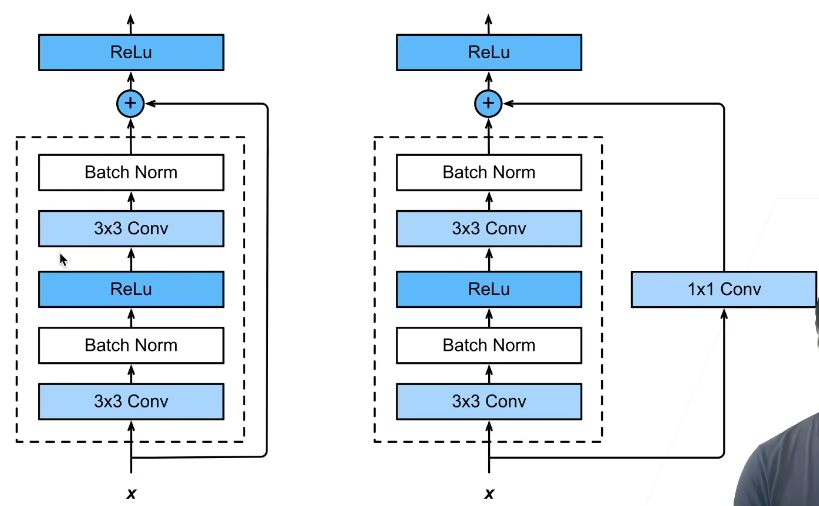 ReLu
+
Batch Norm
3x3 Conv
ReLu
Batch Norm
3x3 Conv
x
ReLu
+
Batch Norm
3x3 Conv
ReLu
Batch Norm
3x3 Conv
1x1 Conv
x